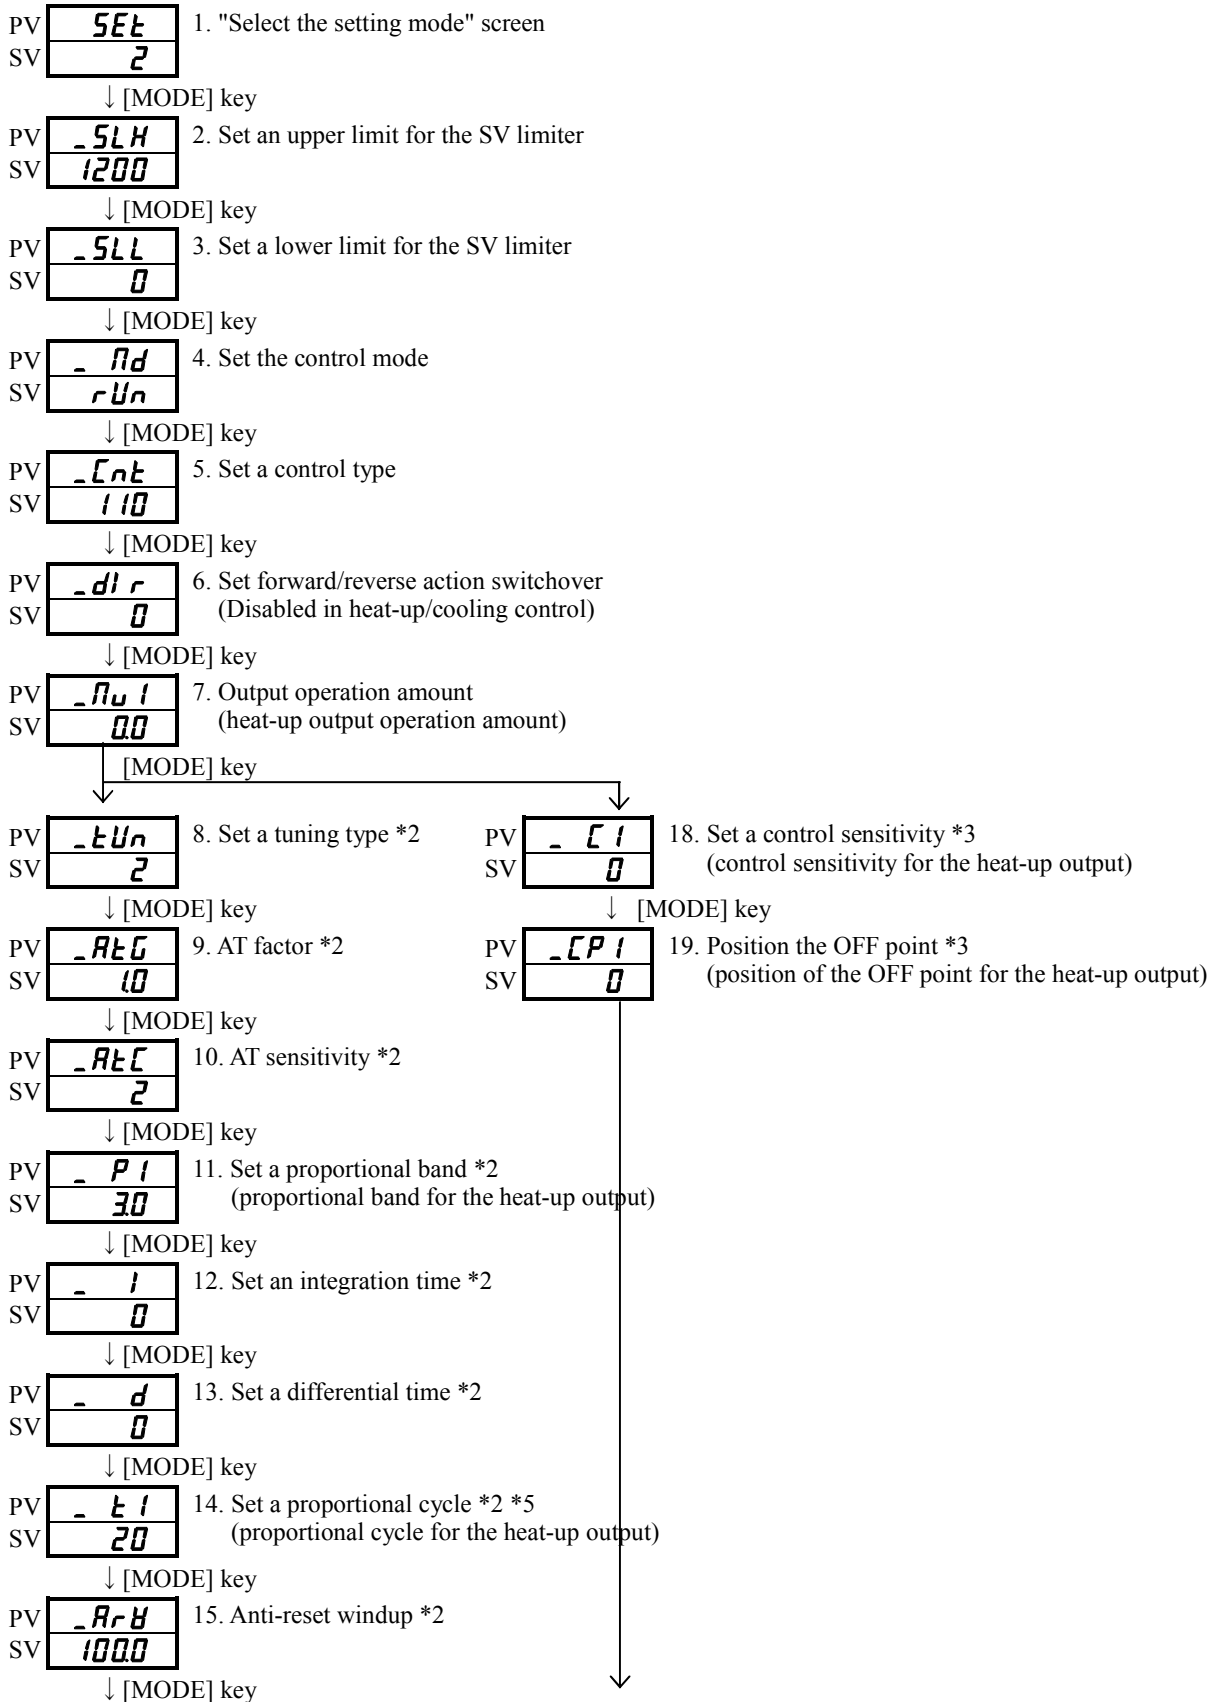 PV SEt 1. "Select the setting mode" screen
SV 2
↓ [MODE] key
PV _SLH 2. Set an upper limit for the SV limiter
SV 1200
↓ [MODE] key
PV _SLL 3. Set a lower limit for the SV limiter
SV 0
↓ [MODE] key
PV _ Md 4. Set the control mode
SV rUn
↓ [MODE] key
PV _Cnt 5. Set a control type
SV 110
↓ [MODE] key
PV _dIr 6. Set forward/reverse action switchover
(Disabled in heat-up/cooling control)
SV 0
↓ [MODE] key
PV _Mv1 7. Output operation amount
(heat-up output operation amount)
SV 0.0
[MODE] key
PV _tUn 8. Set a tuning type *2 PV _ C1 18. Set a control sensitivity *3
(control sensitivity for the heat-up output)
SV 2 SV 0
↓ [MODE] key ↓ [MODE] key
PV _AtG 9. AT factor *2 PV _CP1 19. Position the OFF point *3
(position of the OFF point for the heat-up output)
SV 1.0 SV 0
↓ [MODE] key
PV _AtC 10. AT sensitivity *2
SV 2
↓ [MODE] key
PV _ P1 11. Set a proportional band *2
(proportional band for the heat-up output)
SV 3.0
↓ [MODE] key
PV _ I 12. Set an integration time *2
SV 0
↓ [MODE] key
PV _ d 13. Set a differential time *2
SV 0
↓ [MODE] key
PV _ t1 14. Set a proportional cycle *2 *5
(proportional cycle for the heat-up output)
SV 20
↓ [MODE] key
PV _ArW 15. Anti-reset windup *2
SV 100.0
↓ [MODE] key